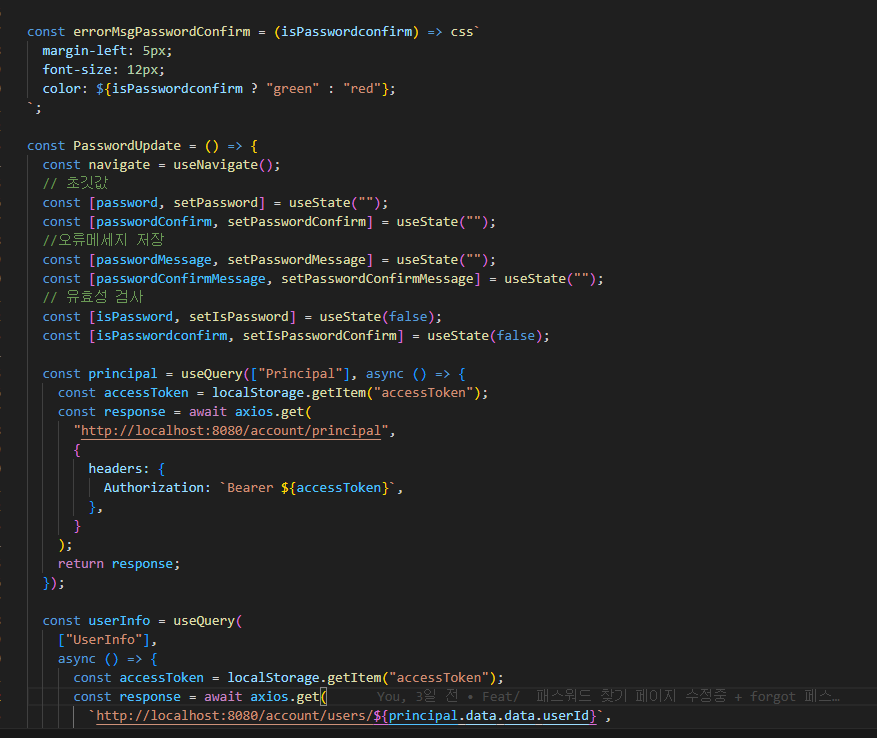 const errorMsgPasswordConfirm = (isPasswordconfirm) => css`
  margin-left: 5px;
  font-size: 12px;
  color: ${isPasswordconfirm ? "green" : "red"};
`;

const PasswordUpdate = () => {
  const navigate = useNavigate();
  // 초깃값
  const [password, setPassword] = useState("");
  const [passwordConfirm, setPasswordConfirm] = useState("");
  //오류메세지 저장
  const [passwordMessage, setPasswordMessage] = useState("");
  const [passwordConfirmMessage, setPasswordConfirmMessage] = useState("");
  // 유효성 검사
  const [isPassword, setIsPassword] = useState(false);
  const [isPasswordconfirm, setIsPasswordConfirm] = useState(false);

  const principal = useQuery(["Principal"], async () => {
    const accessToken = localStorage.getItem("accessToken");
    const response = await axios.get(
      "http://localhost:8080/account/principal",
      {
        headers: {
          Authorization: `Bearer ${accessToken}`,
        },
      }
    );
    return response;
  });

  const userInfo = useQuery(
    ["UserInfo"],
    async () => {
      const accessToken = localStorage.getItem("accessToken");
      const response = await axios.get(      You, 3일 전 • Feat/  패스워드 찾기 페이지 수정중 + forgot 페스…
        `http://localhost:8080/account/users/${principal.data.data.userId}`,